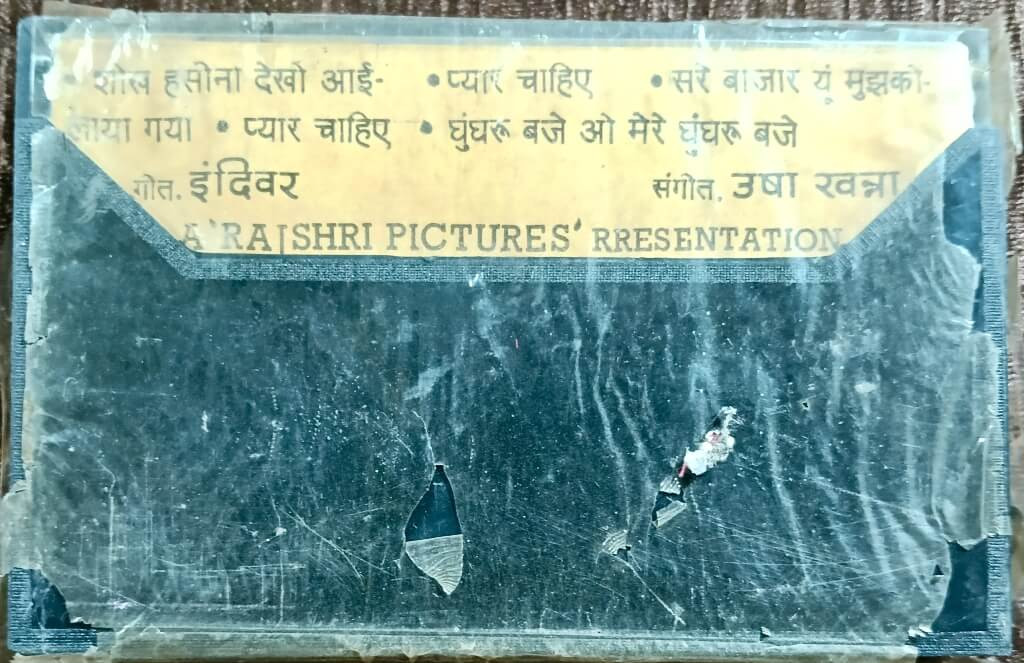 • शोख हसीना देखो आई- • प्यार चाहिए • सरे बाजार यूं मुझको-
लाया गया • प्यार चाहिए • घुंघरू बजे ओ मेरे घुंघरू बजे
गीत. इंदिवर संगीत. उषा खन्ना
A 'RAJSHRI PICTURES' RRESENTATION